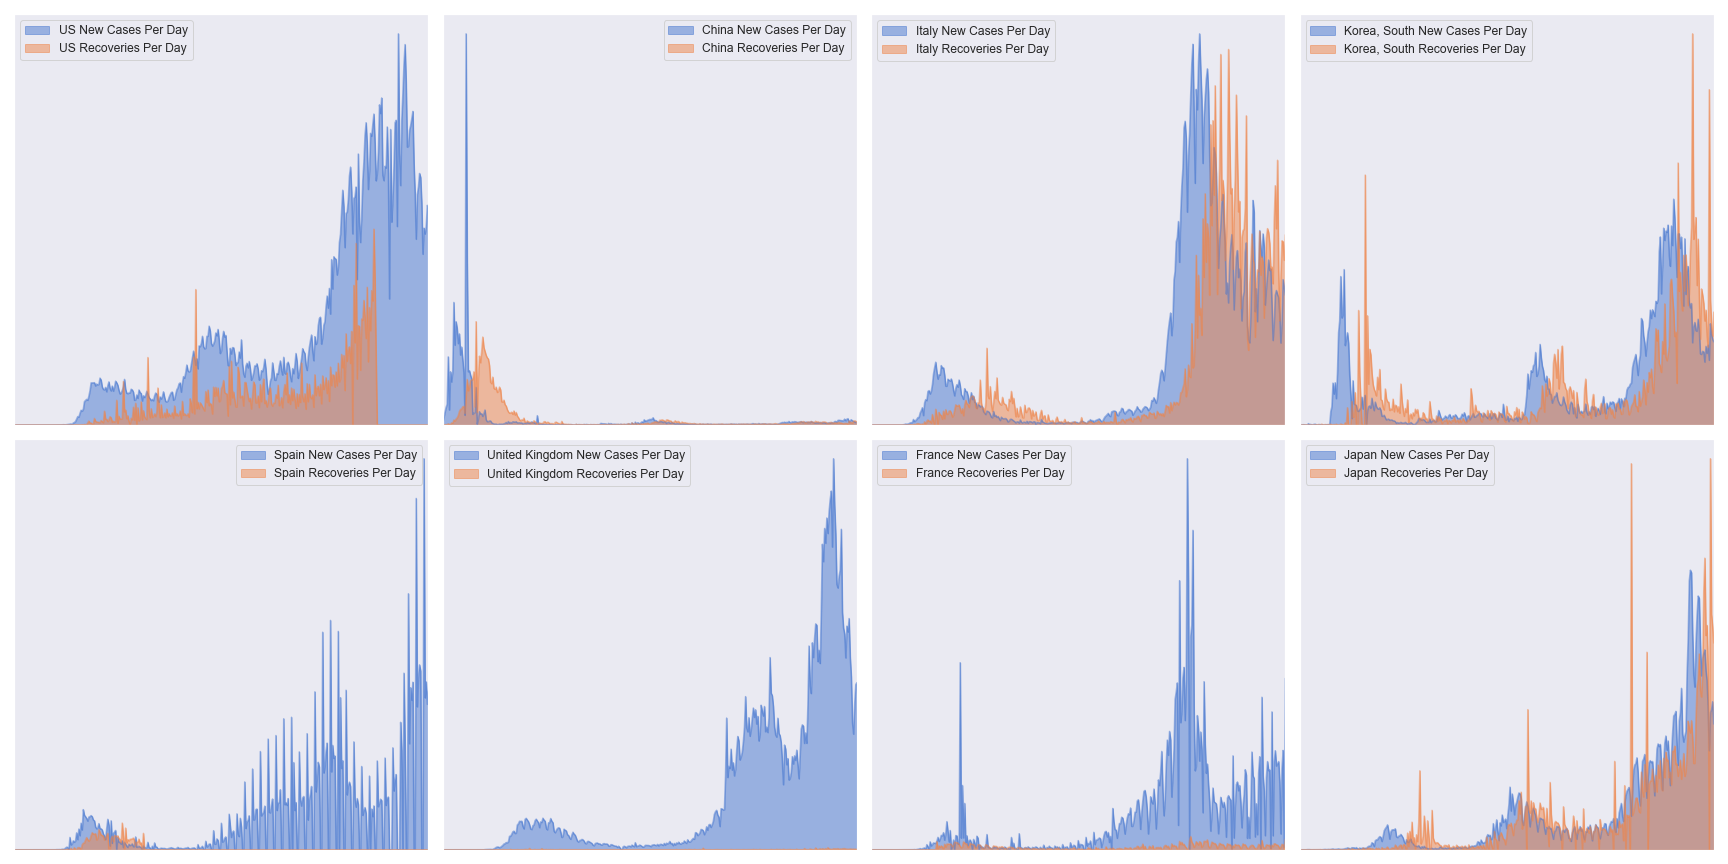 US New Cases Per Day
US Recoveries Per Day
China New Cases Per Day
China Recoveries Per Day
Italy New Cases Per Day
Italy Recoveries Per Day
Korea, South New Cases Per Day
Korea, South Recoveries Per Day
Spain New Cases Per Day
Spain Recoveries Per Day
United Kingdom New Cases Per Day
United Kingdom Recoveries Per Day
France New Cases Per Day
France Recoveries Per Day
Japan New Cases Per Day
Japan Recoveries Per Day